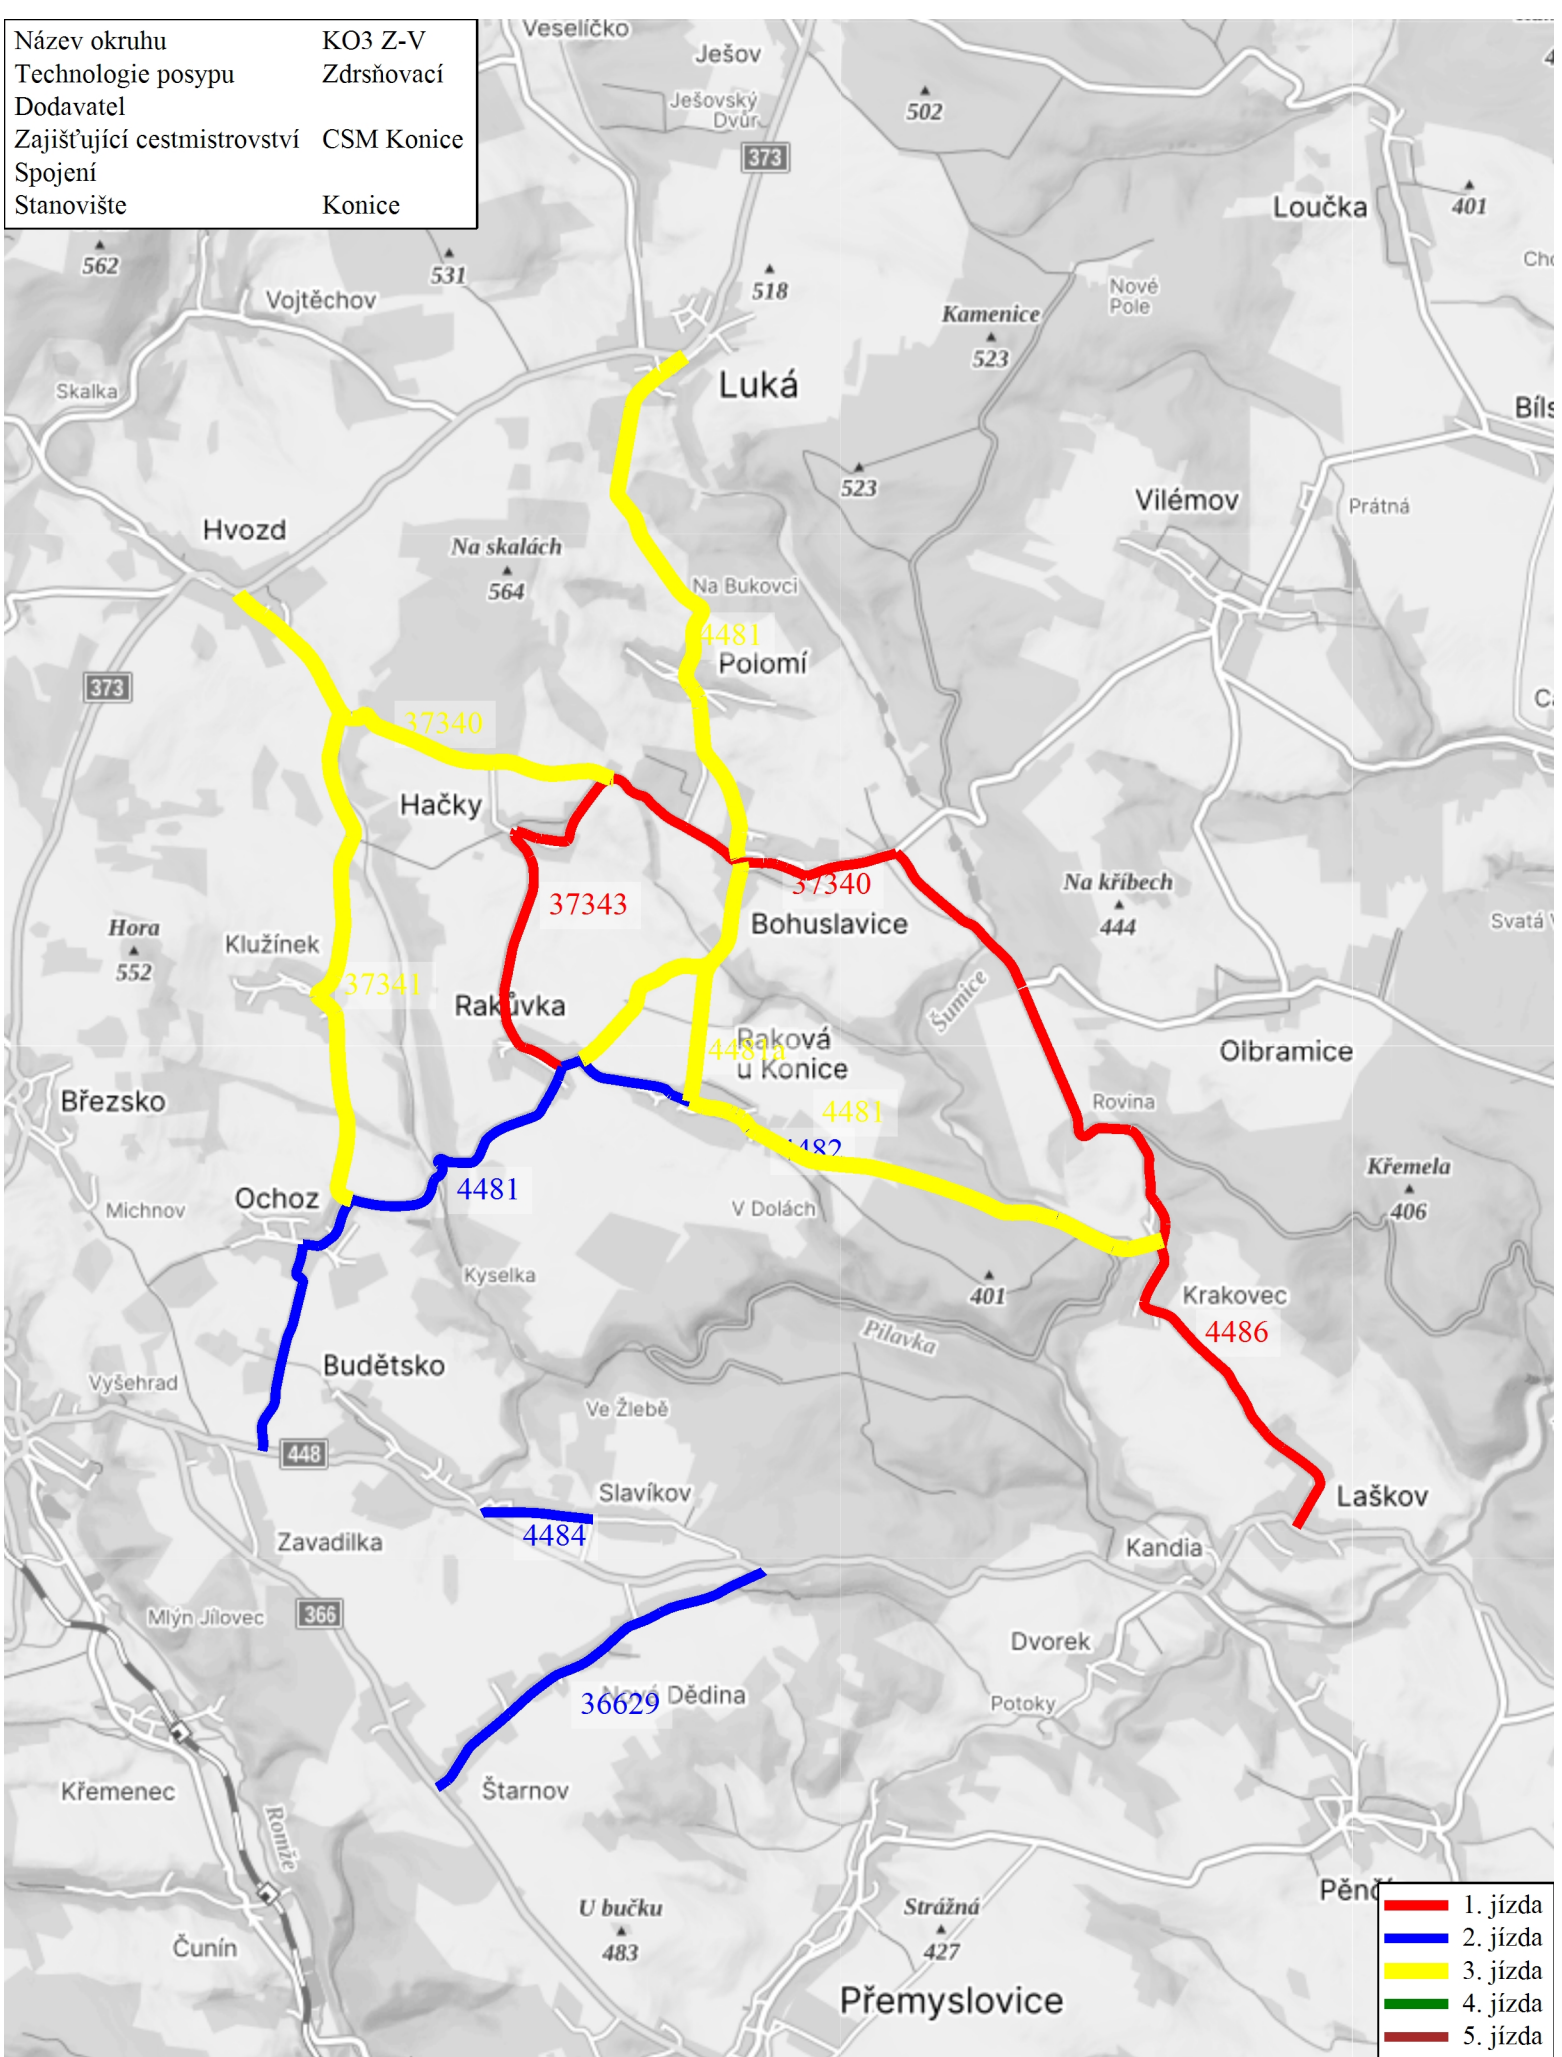 Název okruhu KO3 Z-V
Technologie posypu Zdrsňovací
Dodavatel
Zajišťující cestmistrovství CSM Konice
Spojení
Stanoviště Konice
Veselíčko
Ješov
Ješovský
Dvůr
502
373
Loučka
401
562
531
518
Vojtěchov
Nové
Pole
Kamenice
523
Skalka
Luká
523
Vilémov
Prátná
Hvozd
Na skalách
564
Na Bukovci
4481
Polomí
373
37340
Hačky
37340
37343
Na kříbech
444
Bohuslavice
Hora
552
Klužínek
37341
Rakůvka
Šumice
Raková
u Konice
4481a
Olbramice
Březsko
Rovina
4481
4482
Křemela
406
Ochoz
4481
Michnov
V Dolách
Kyselka
401
Krakovec
4486
Pilavka
Budětsko
Vyšehrad
Ve Žlebě
448
Slavíkov
Laškov
4484
Zavadilka
Kandia
Mlýn Jílovec
366
Dvorek
Nová Dědina
36629
Potoky
Křemenec
Štarnov
Romže
U bučku
483
Strážná
427
Čunín
Přemyslovice
1. jízda
2. jízda
3. jízda
4. jízda
5. jízda